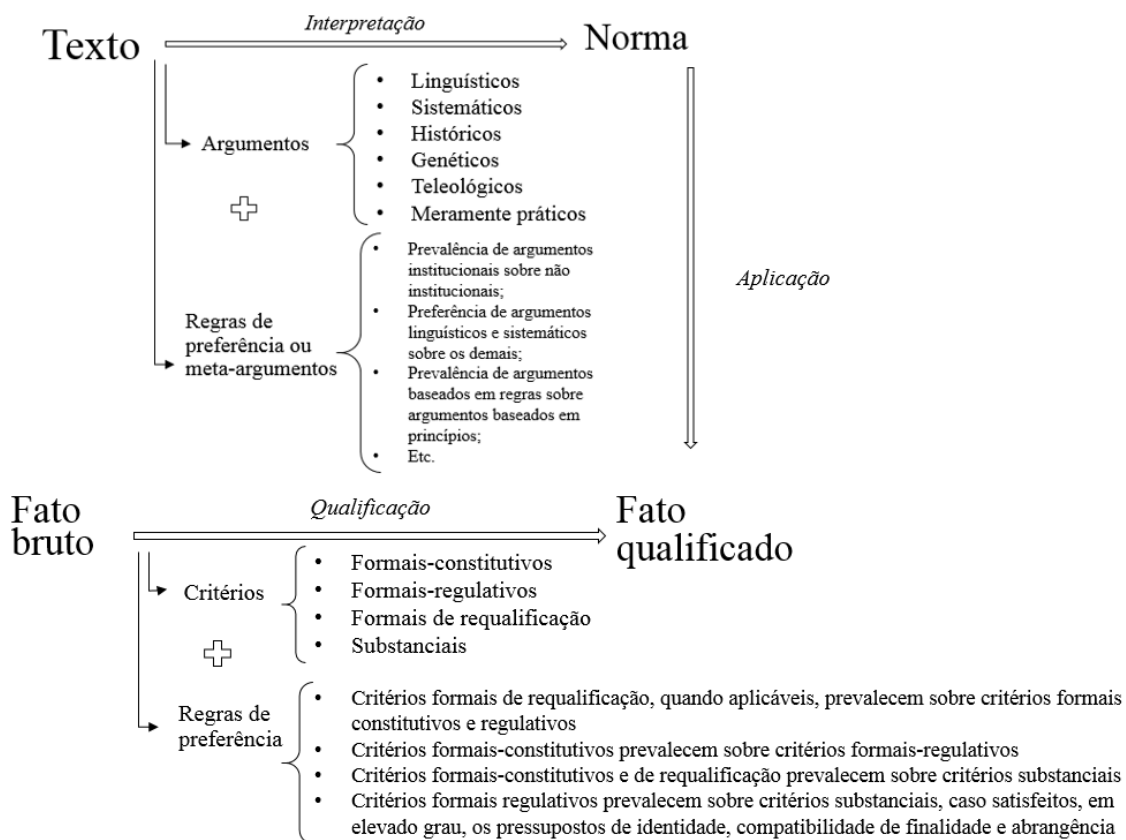 Interpretação
Texto
Norma
Argumentos
• Linguísticos
• Sistemáticos
• Históricos
• Genéticos
• Teleológicos
• Meramente práticos
Regras de
preferência ou
meta-argumentos
• Prevalência de argumentos
institucionais sobre não
institucionais;
• Preferência de argumentos
linguísticos e sistemáticos
sobre os demais;
• Prevalência de argumentos
baseados em regras sobre
argumentos baseados em
princípios;
• Etc.
Aplicação
Fato
bruto
Qualificação
Fato
qualificado
Critérios
• Formais-constitutivos
• Formais-regulativos
• Formais de requalificação
• Substanciais
Regras de
preferência
• Critérios formais de requalificação, quando aplicáveis, prevalecem sobre critérios formais
constitutivos e regulativos
• Critérios formais-constitutivos prevalecem sobre critérios formais-regulativos
• Critérios formais-constitutivos e de requalificação prevalecem sobre critérios substanciais
• Critérios formais regulativos prevalecem sobre critérios substanciais, caso satisfeitos, em
elevado grau, os pressupostos de identidade, compatibilidade de finalidade e abrangência